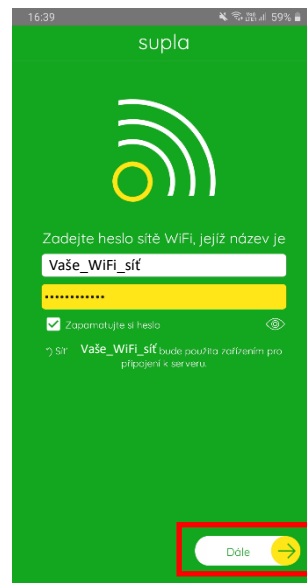 16:39 59%
supla
Zadejte heslo sítě WiFi, jejíž název je
Vaše_WiFi_síť
••••••••••••
Zapamatujte si heslo
*) Síť Vaše_WiFi_síť bude použita zařízením pro
připojení k serveru.
Dále